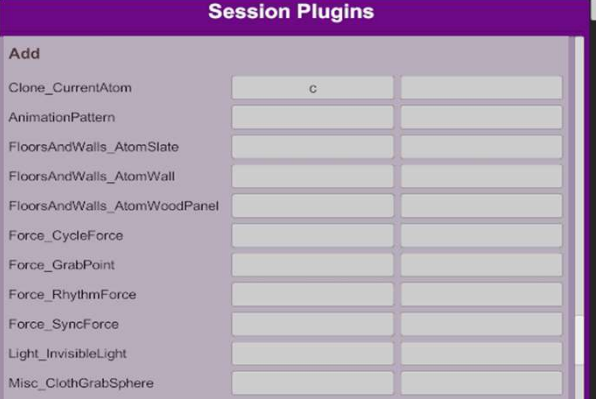 Session Plugins
Add
Clone_CurrentAtom c
AnimationPattern
FloorsAndWalls_AtomSlate
FloorsAndWalls_AtomWall
FloorsAndWalls_AtomWoodPanel
Force_CycleForce
Force_GrabPoint
Force_RhythmForce
Force_SyncForce
Light_InvisibleLight
Misc_ClothGrabSphere